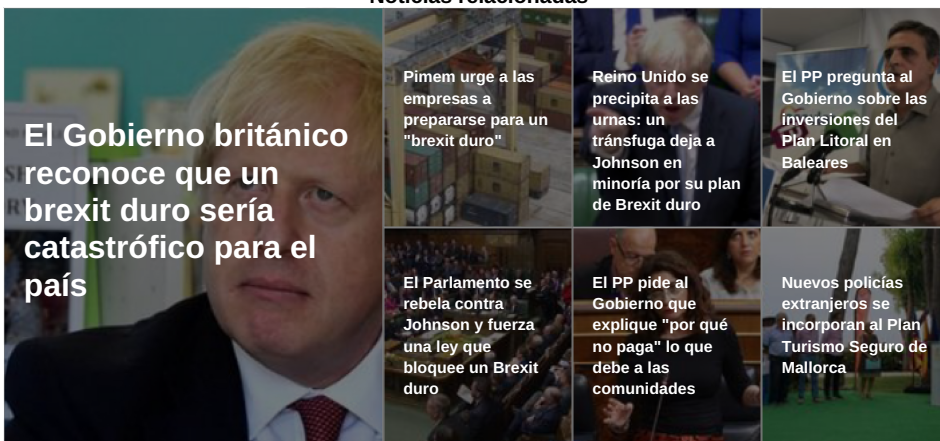 Noticias relacionadas
El Gobierno británico
reconoce que un
brexit duro sería
catastrófico para el
país
Pimem urge a las
empresas a
prepararse para un
"brexit duro"
Reino Unido se
precipita a las
urnas: un
tránsfuga deja a
Johnson en
minoría por su plan
de Brexit duro
El PP pregunta al
Gobierno sobre las
inversiones del
Plan Litoral en
Baleares
El Parlamento se
rebela contra
Johnson y fuerza
una ley que
bloquee un Brexit
duro
El PP pide al
Gobierno que
explique "por qué
no paga" lo que
debe a las
comunidades
Nuevos policías
extranjeros se
incorporan al Plan
Turismo Seguro de
Mallorca